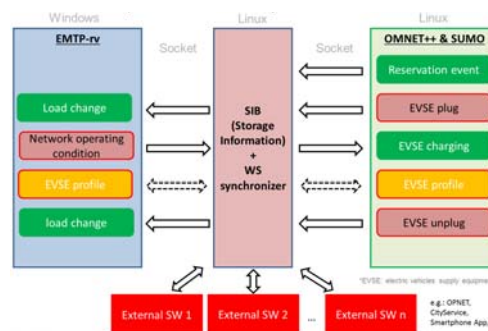 Windows
Linux
Linux
EMTP-rv
Socket
Socket
OMNET++ & SUMO
Reservation event
Load change
SIB
(Storage
Information)
+
WS
synchronizer
EVSE plug
Network operating
condition
EVSE charging
EVSE profile
EVSE profile
load change
EVSE unplug
*EVSE: electric vehicles supply equipment
External SW 1
External SW 2
...
External SW n
e.g.: OPNET,
CityService,
Smartphone App,